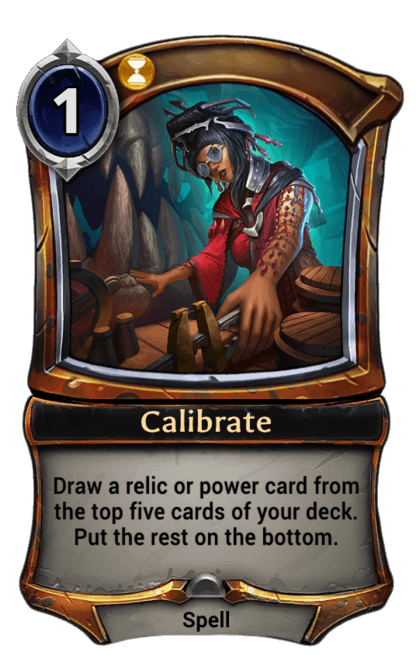 1
Calibrate
Draw a relic or power card from
the top five cards of your deck.
Put the rest on the bottom.
Spell